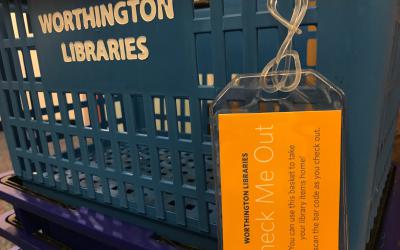 WORTHINGTON
LIBRARIES
WORTHINGTON LIBRARIES
Check Me Out
You can use this basket to take
your library items home!
Scan the bar code as you check out.